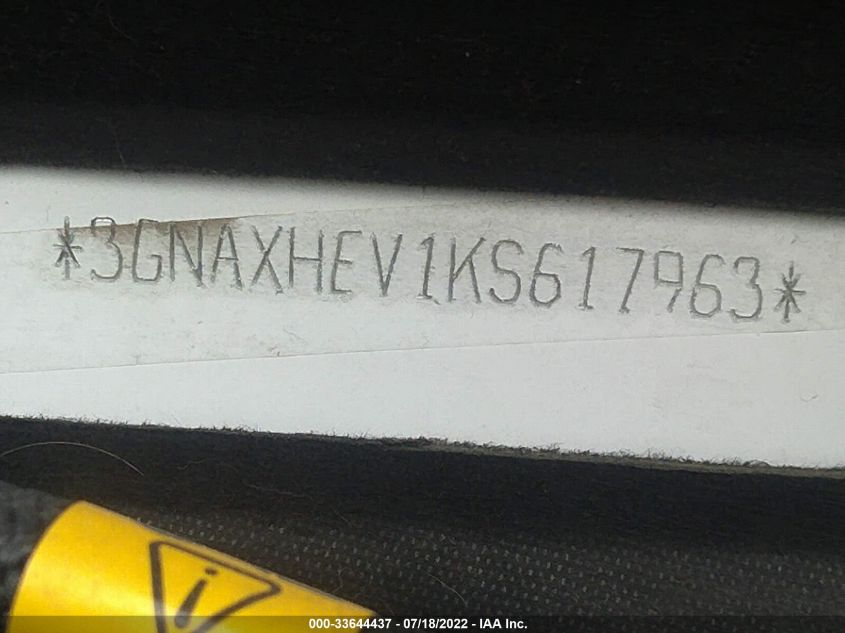 *3GNAXHEV1KS617963*
000-33644437 - 07/18/2022 - IAA Inc.